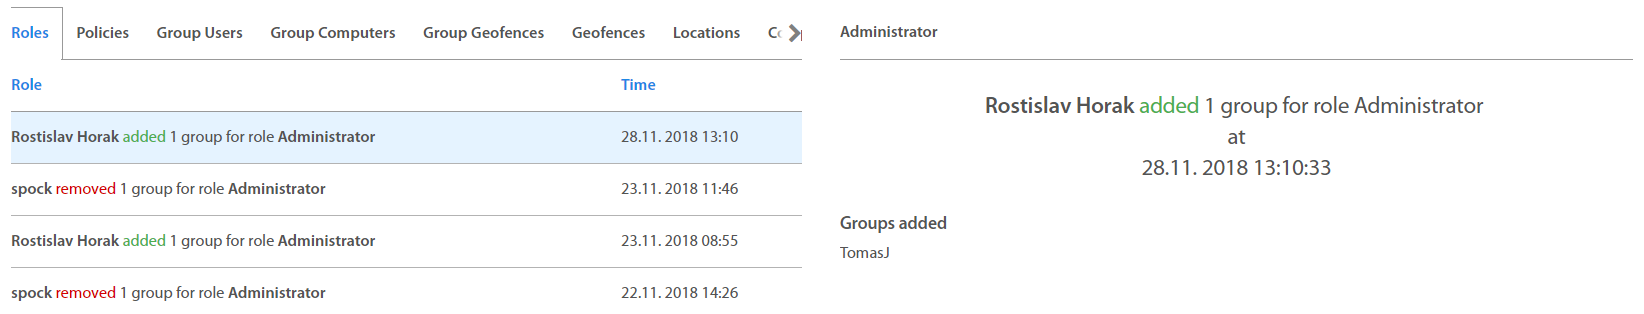 Roles Policies Group Users Group Computers Group Geofences Geofences Locations
Role Time
Rostislav Horak added 1 group for role Administrator 28.11. 2018 13:10
spock removed 1 group for role Administrator 23.11. 2018 11:46
Rostislav Horak added 1 group for role Administrator 23.11. 2018 08:55
spock removed 1 group for role Administrator 22.11. 2018 14:26
Administrator
Rostislav Horak added 1 group for role Administrator
at
28.11. 2018 13:10:33
Groups added
TomasJ